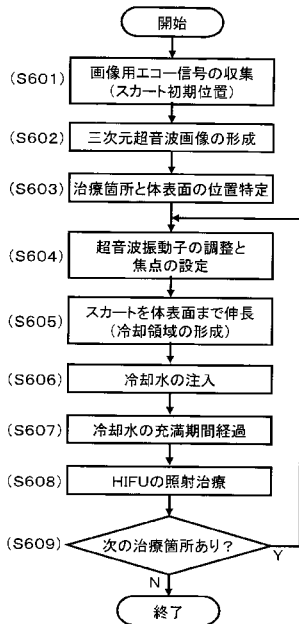 開始
(S601) 画像用エコー信号の収集
(スカート初期位置)
(S602) 三次元超音波画像の形成
(S603) 治療箇所と体表面の位置特定
(S604) 超音波振動子の調整と
焦点の設定
(S605) スカートを体表面まで伸長
(冷却領域の形成)
(S606) 冷却水の注入
(S607) 冷却水の充満期間経過
(S608) HIFUの照射治療
(S609) 次の治療箇所あり?
Y
N
終了